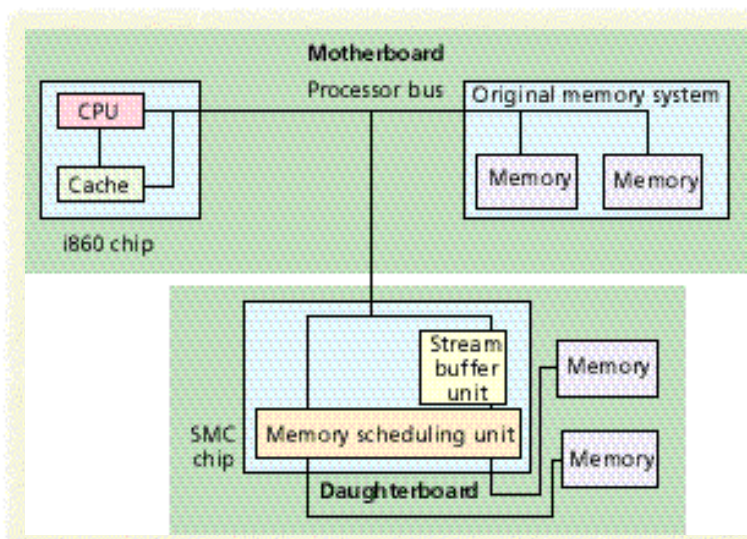 Motherboard
Processor bus
Original memory system
CPU
Cache
Memory
Memory
i860 chip
Stream
buffer
unit
Memory
SMC
chip
Memory scheduling unit
Memory
Daughterboard